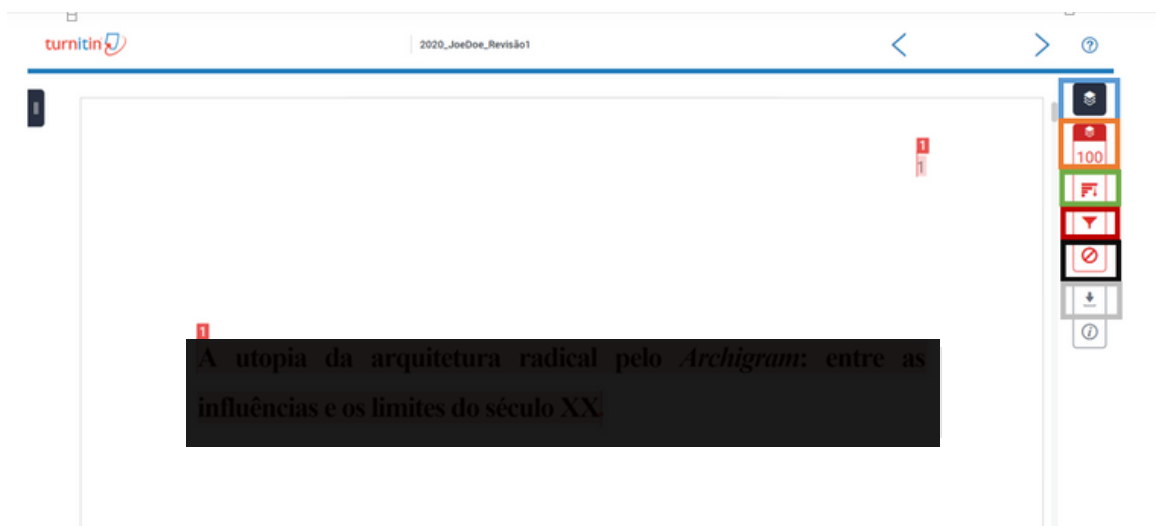 turnitin
2020_JoeDoe_Revisão1
1
1
100
1
A utopia da arquitetura radical pelo Archigram: entre as
influências e os limites do século XX.